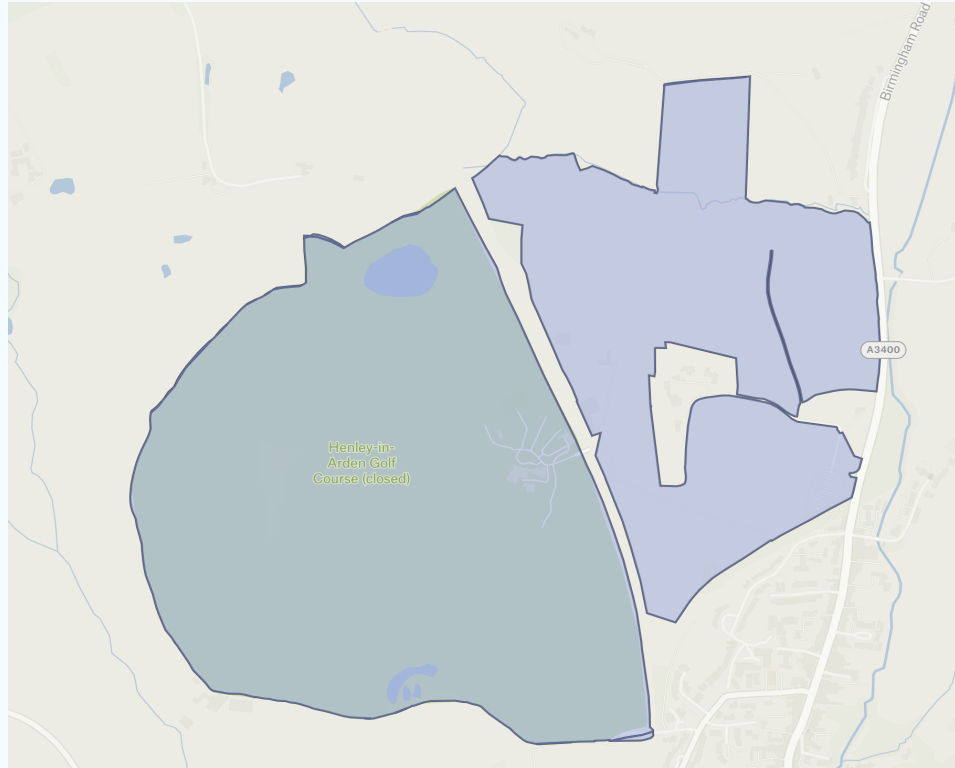 Birmingham Road
A3400
Henley-in-
Arden Golf
Course (closed)